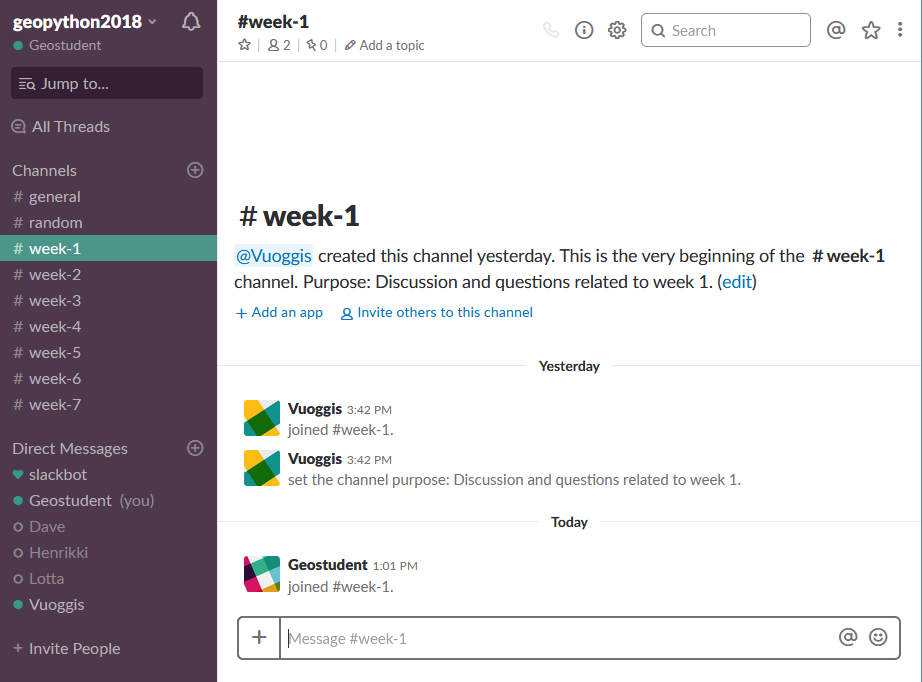 geopython2018
Geostudent
Jump to...
All Threads
Channels
# general
# random
# week-1
# week-2
# week-3
# week-4
# week-5
# week-6
# week-7
Direct Messages
slackbot
Geostudent (you)
Dave
Henrikki
Lotta
Vuoggis
+ Invite People
#week-1
2 | 0 | Add a topic
Search
# week-1
@Vuoggis created this channel yesterday. This is the very beginning of the # week-1
channel. Purpose: Discussion and questions related to week 1. (edit)
+ Add an app Invite others to this channel
Yesterday
Vuoggis 3:42 PM
joined #week-1.
Vuoggis 3:42 PM
set the channel purpose: Discussion and questions related to week 1.
Today
Geostudent 1:01 PM
joined #week-1.
+ Message #week-1 @